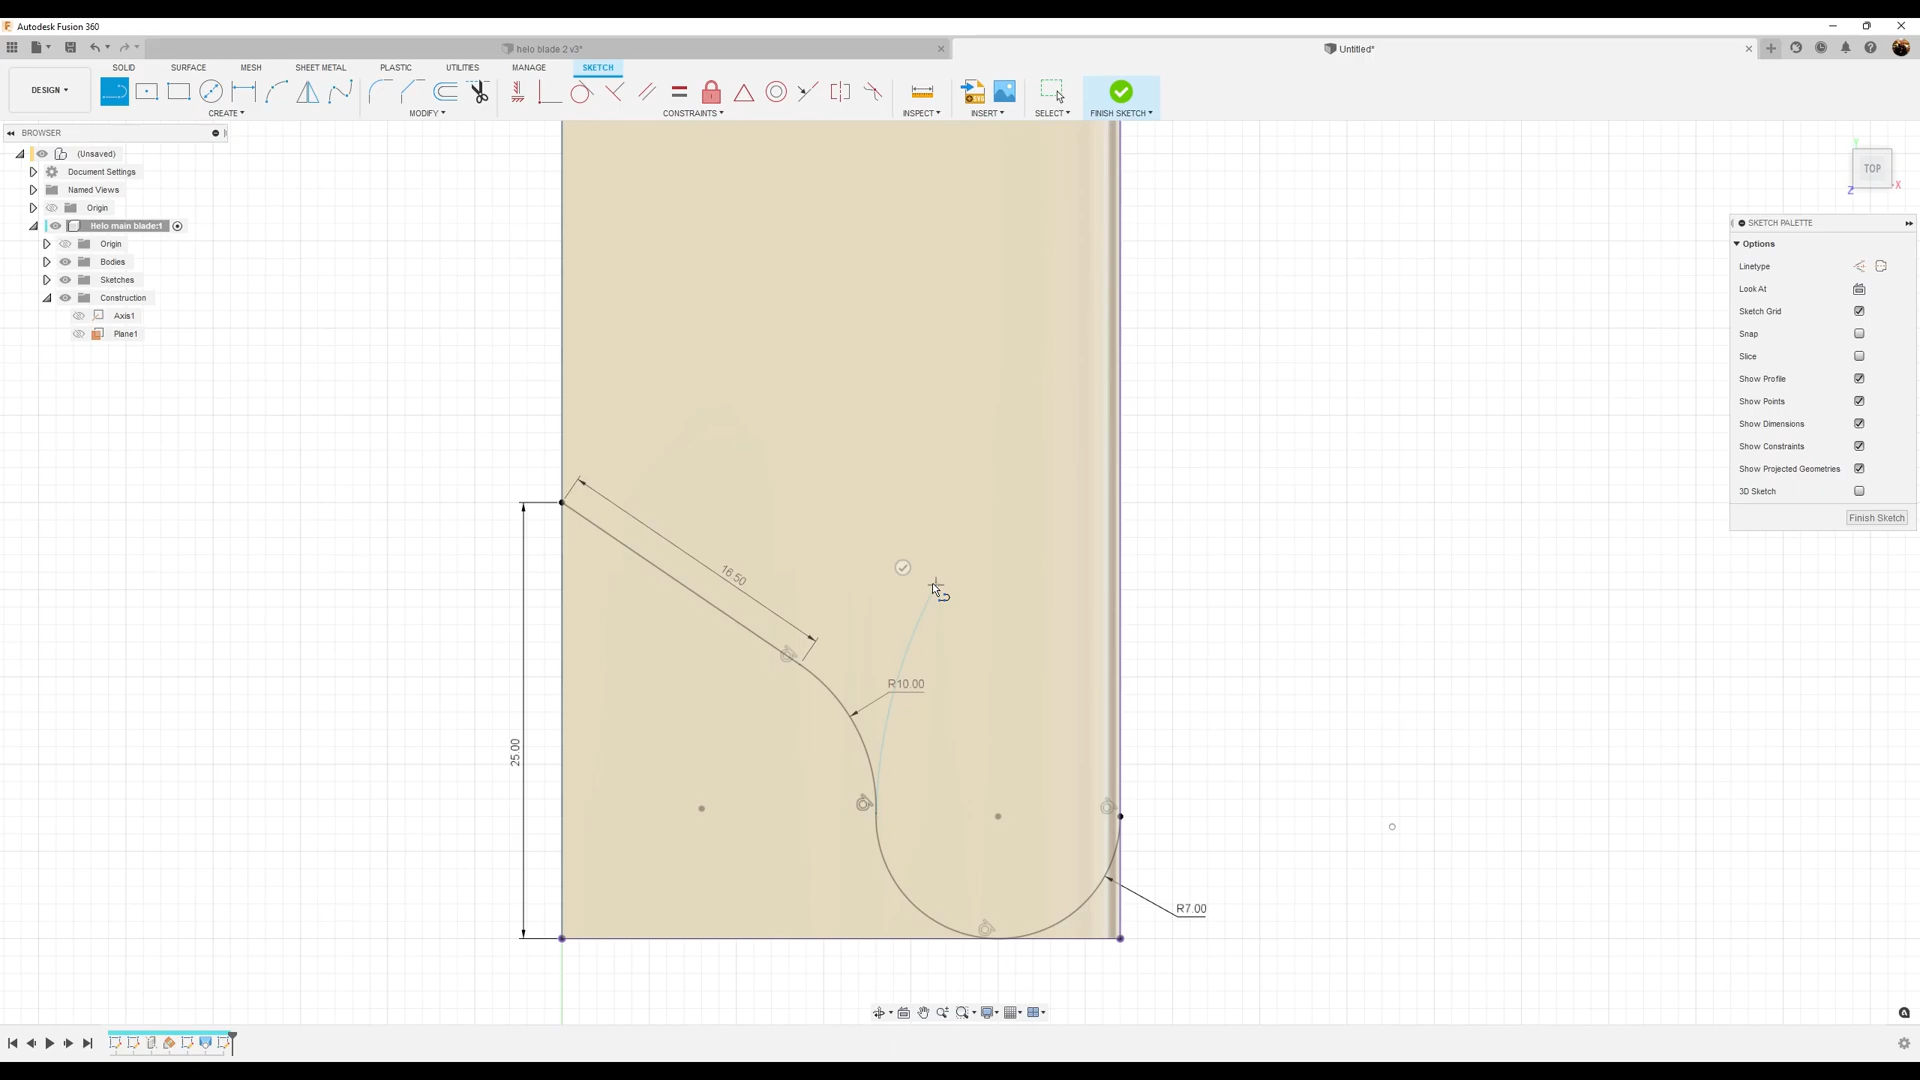 Autodesk Fusion 360
helo blade 2 v3*
Untitled*
DESIGN
SOLID
SURFACE
MESH
SHEET METAL
PLASTIC
UTILITIES
MANAGE
SKETCH
CREATE
MODIFY
CONSTRAINTS
INSPECT
INSERT
SELECT
FINISH SKETCH
BROWSER
(Unsaved)
Document Settings
Named Views
Origin
Helo main blade:1
Origin
Bodies
Sketches
Construction
Axis1
Plane1
Y
TOP
X
Z
SKETCH PALETTE
Options
Linetype
Look At
Sketch Grid
Snap
Slice
Show Profile
Show Points
Show Dimensions
Show Constraints
Show Projected Geometries
3D Sketch
Finish Sketch
16.50
R10.00
25.00
R7.00